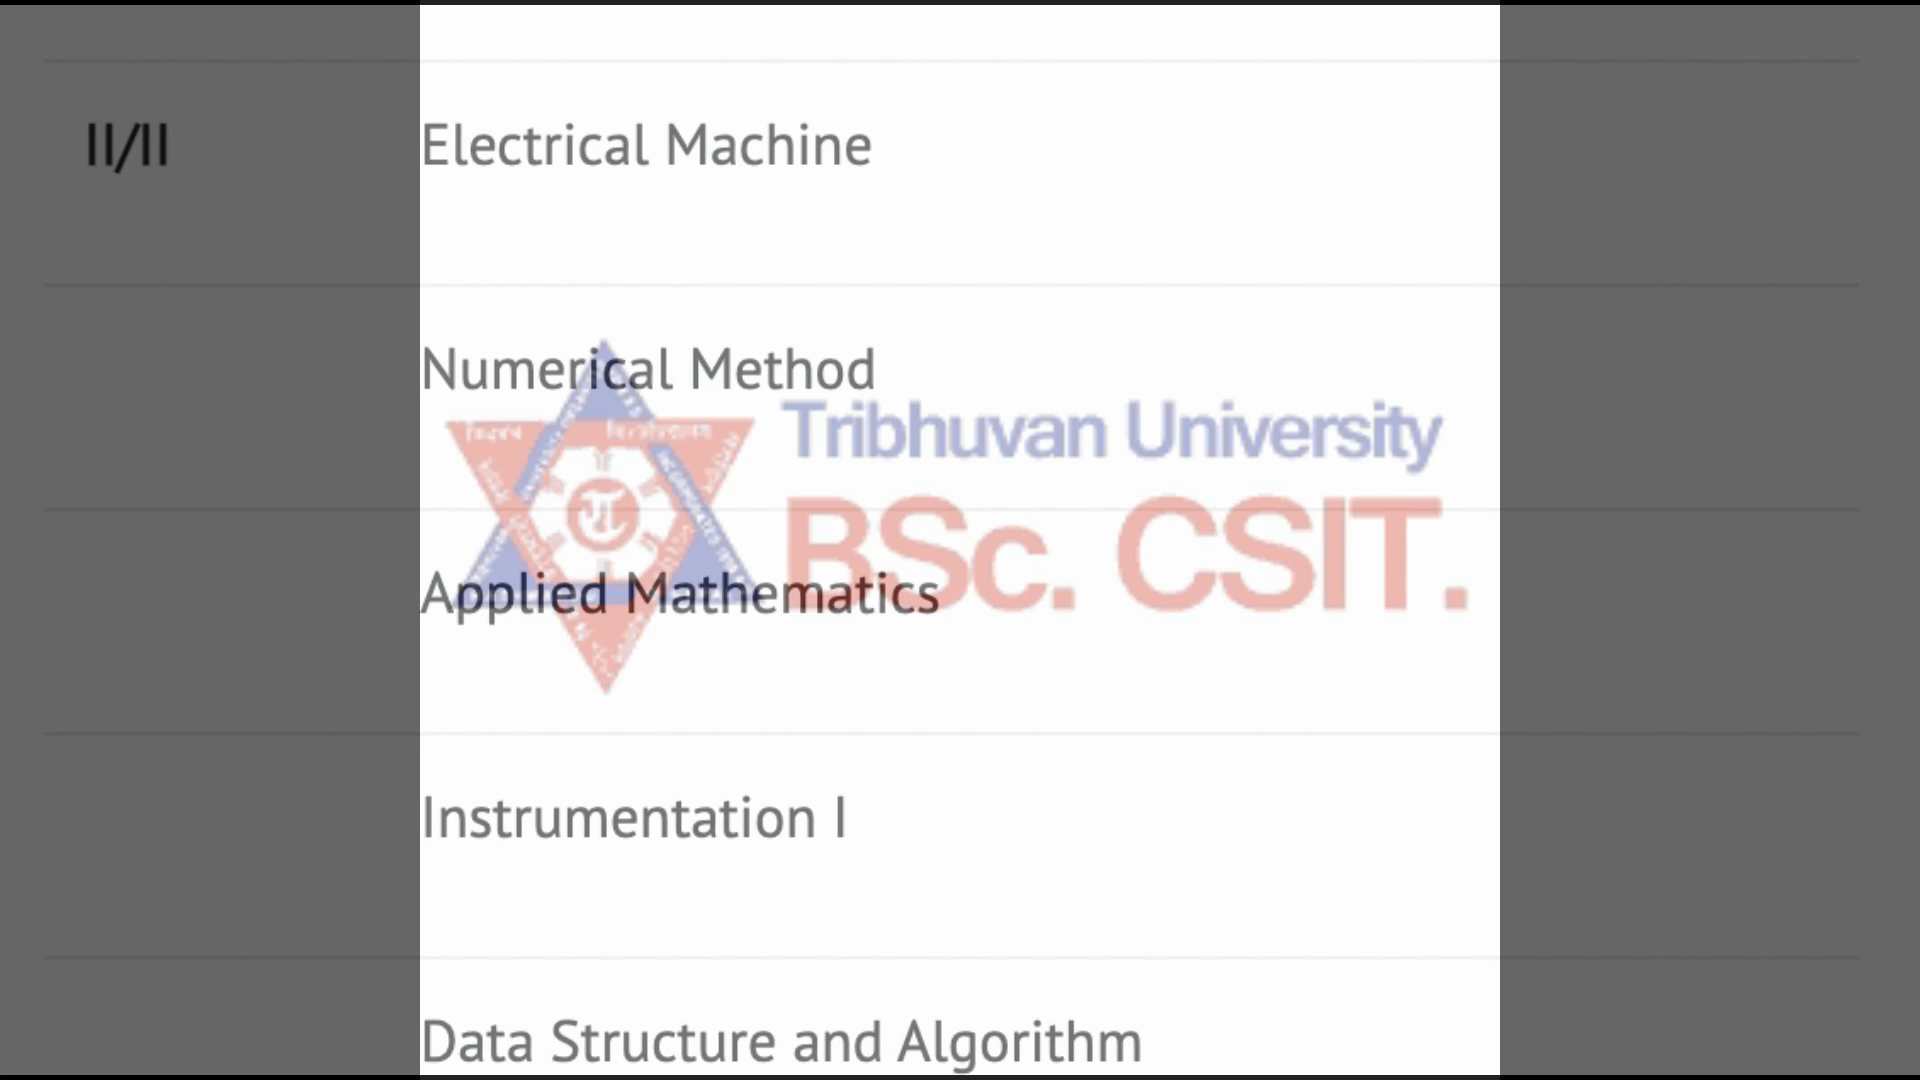 II/II Electrical Machine
Numerical Method
Tribhuvan University
BSc. CSIT.
Applied Mathematics
Instrumentation I
Data Structure and Algorithm